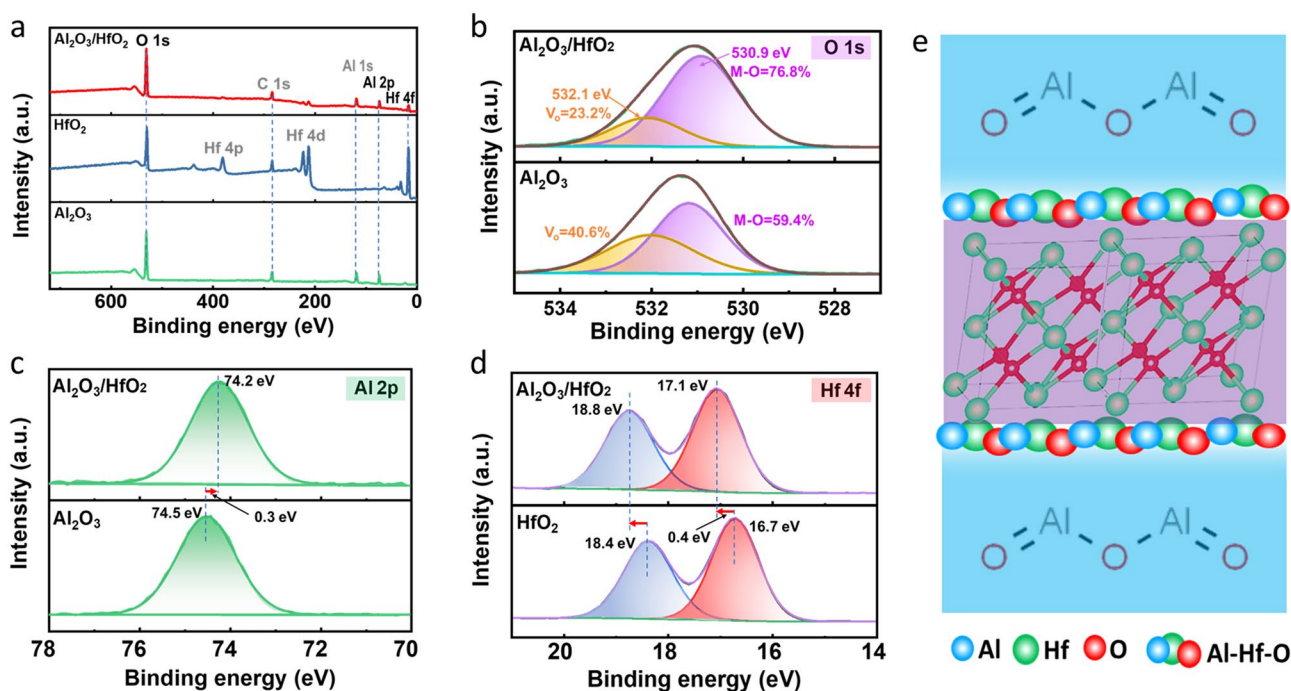 a
Al₂O₃/HfO₂
O 1s
C 1s
Al 1s
Al 2p
Hf 4f
HfO₂
Hf 4p
Hf 4d
Al₂O₃
Intensity (a.u.)
600 400 200 0
Binding energy (eV)
b
Al₂O₃/HfO₂
O 1s
530.9 eV
M-O=76.8%
532.1 eV
Vₒ=23.2%
Al₂O₃
M-O=59.4%
Vₒ=40.6%
Intensity (a.u.)
534 532 530 528
Binding energy (eV)
c
Al₂O₃/HfO₂
74.2 eV
Al 2p
Al₂O₃
74.5 eV
0.3 eV
Intensity (a.u.)
78 76 74 72 70
Binding energy (eV)
d
Al₂O₃/HfO₂
17.1 eV
Hf 4f
18.8 eV
HfO₂
18.4 eV
0.4 eV
16.7 eV
Intensity (a.u.)
20 18 16 14
Binding energy (eV)
e
Al Al
O O O
Al Al
O O O
Al Hf O Al-Hf-O